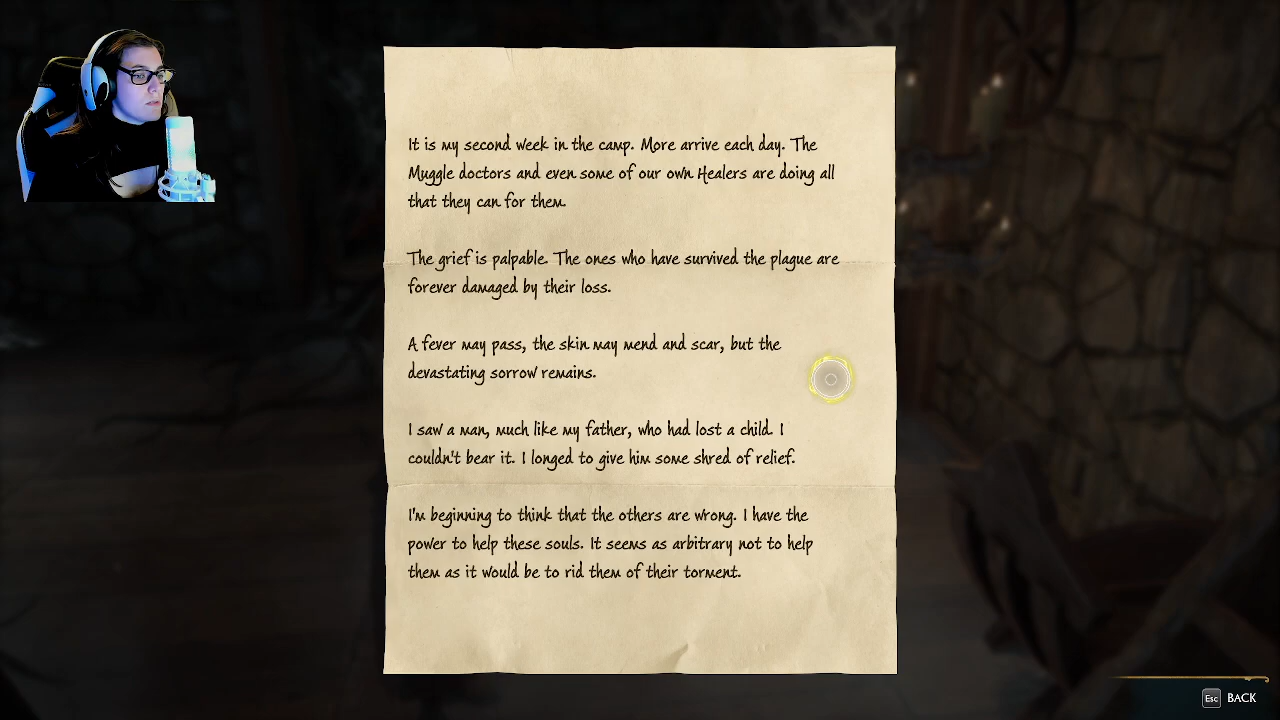 It is my second week in the camp. More arrive each day. The
Muggle doctors and even some of our own Healers are doing all
that they can for them.
The grief is palpable. The ones who have survived the plague are
forever damaged by their loss.
A fever may pass, the skin may mend and scar, but the
devastating sorrow remains.
I saw a man, much like my father, who had lost a child. I
couldn't bear it. I longed to give him some shred of relief.
I'm beginning to think that the others are wrong. I have the
power to help these souls. It seems as arbitrary not to help
them as it would be to rid them of their torment.
Esc BACK